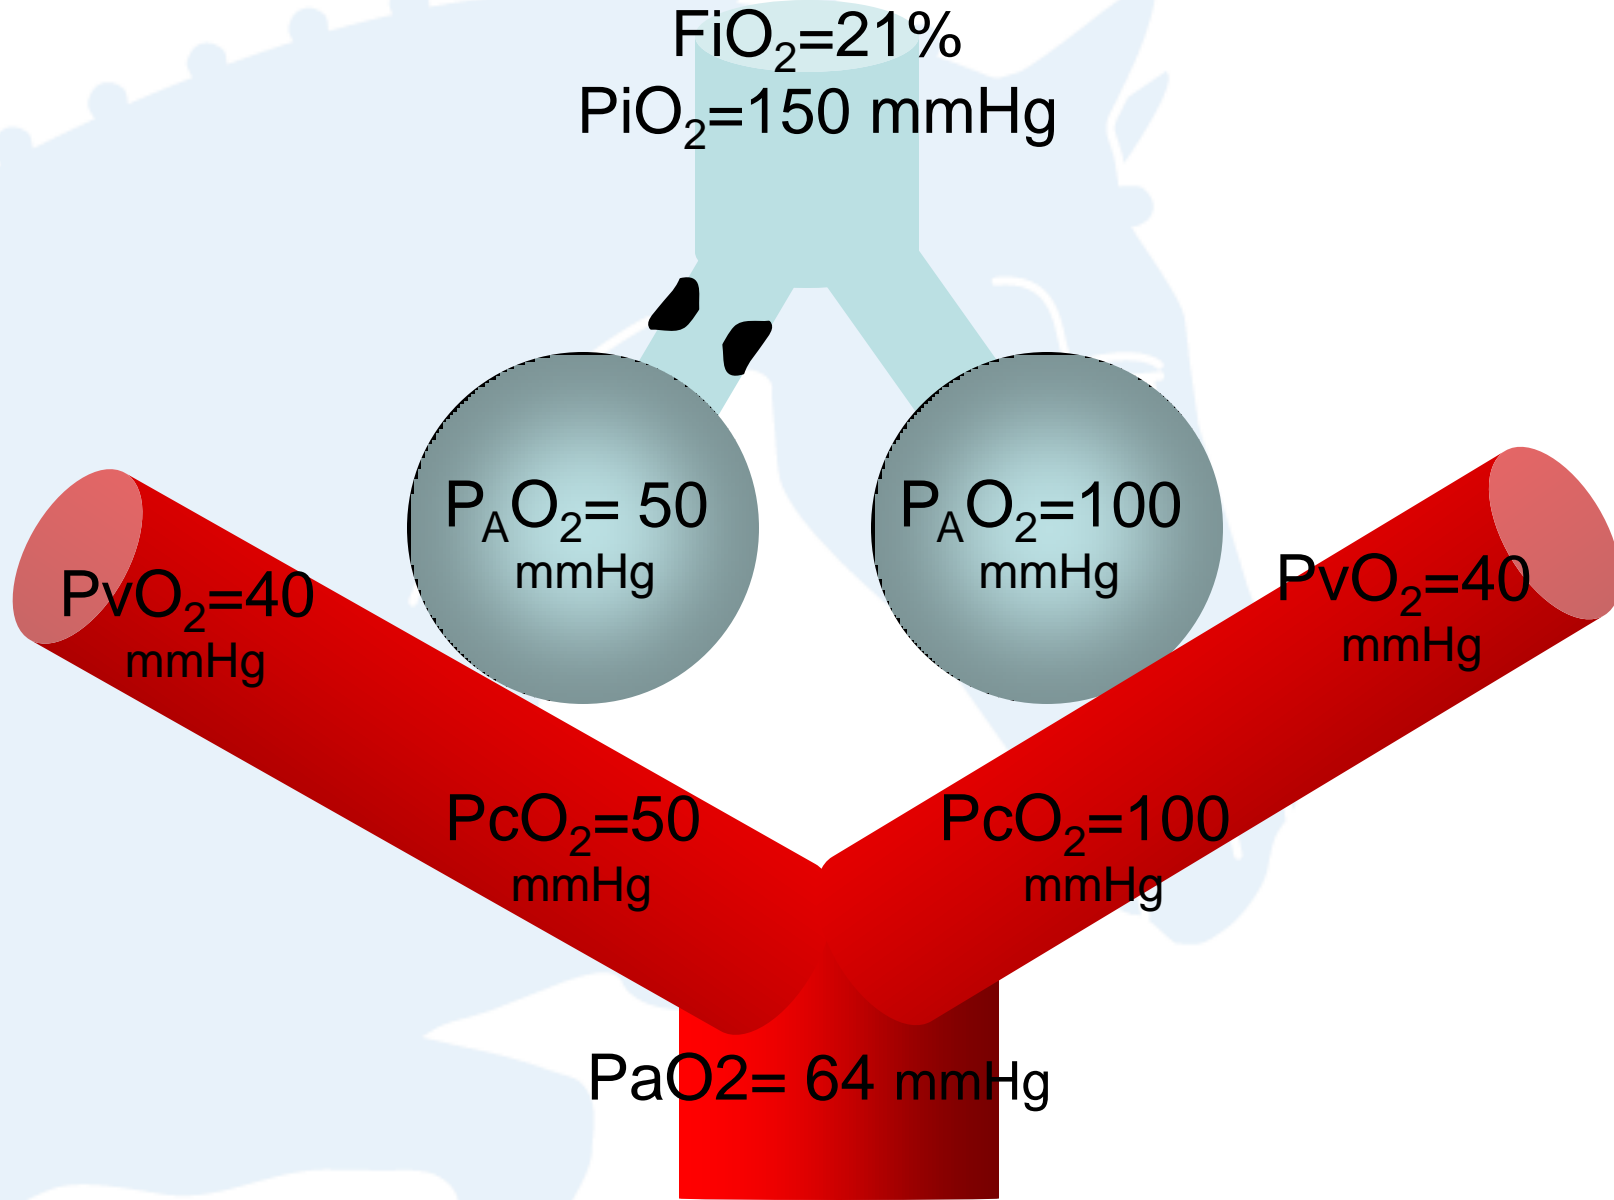 FiO₂=21%
PiO₂=150 mmHg
PAO₂= 50
mmHg
PAO₂=100
mmHg
PvO₂=40
mmHg
PvO₂=40
mmHg
PcO₂=50
mmHg
PcO₂=100
mmHg
PaO2= 64 mmHg